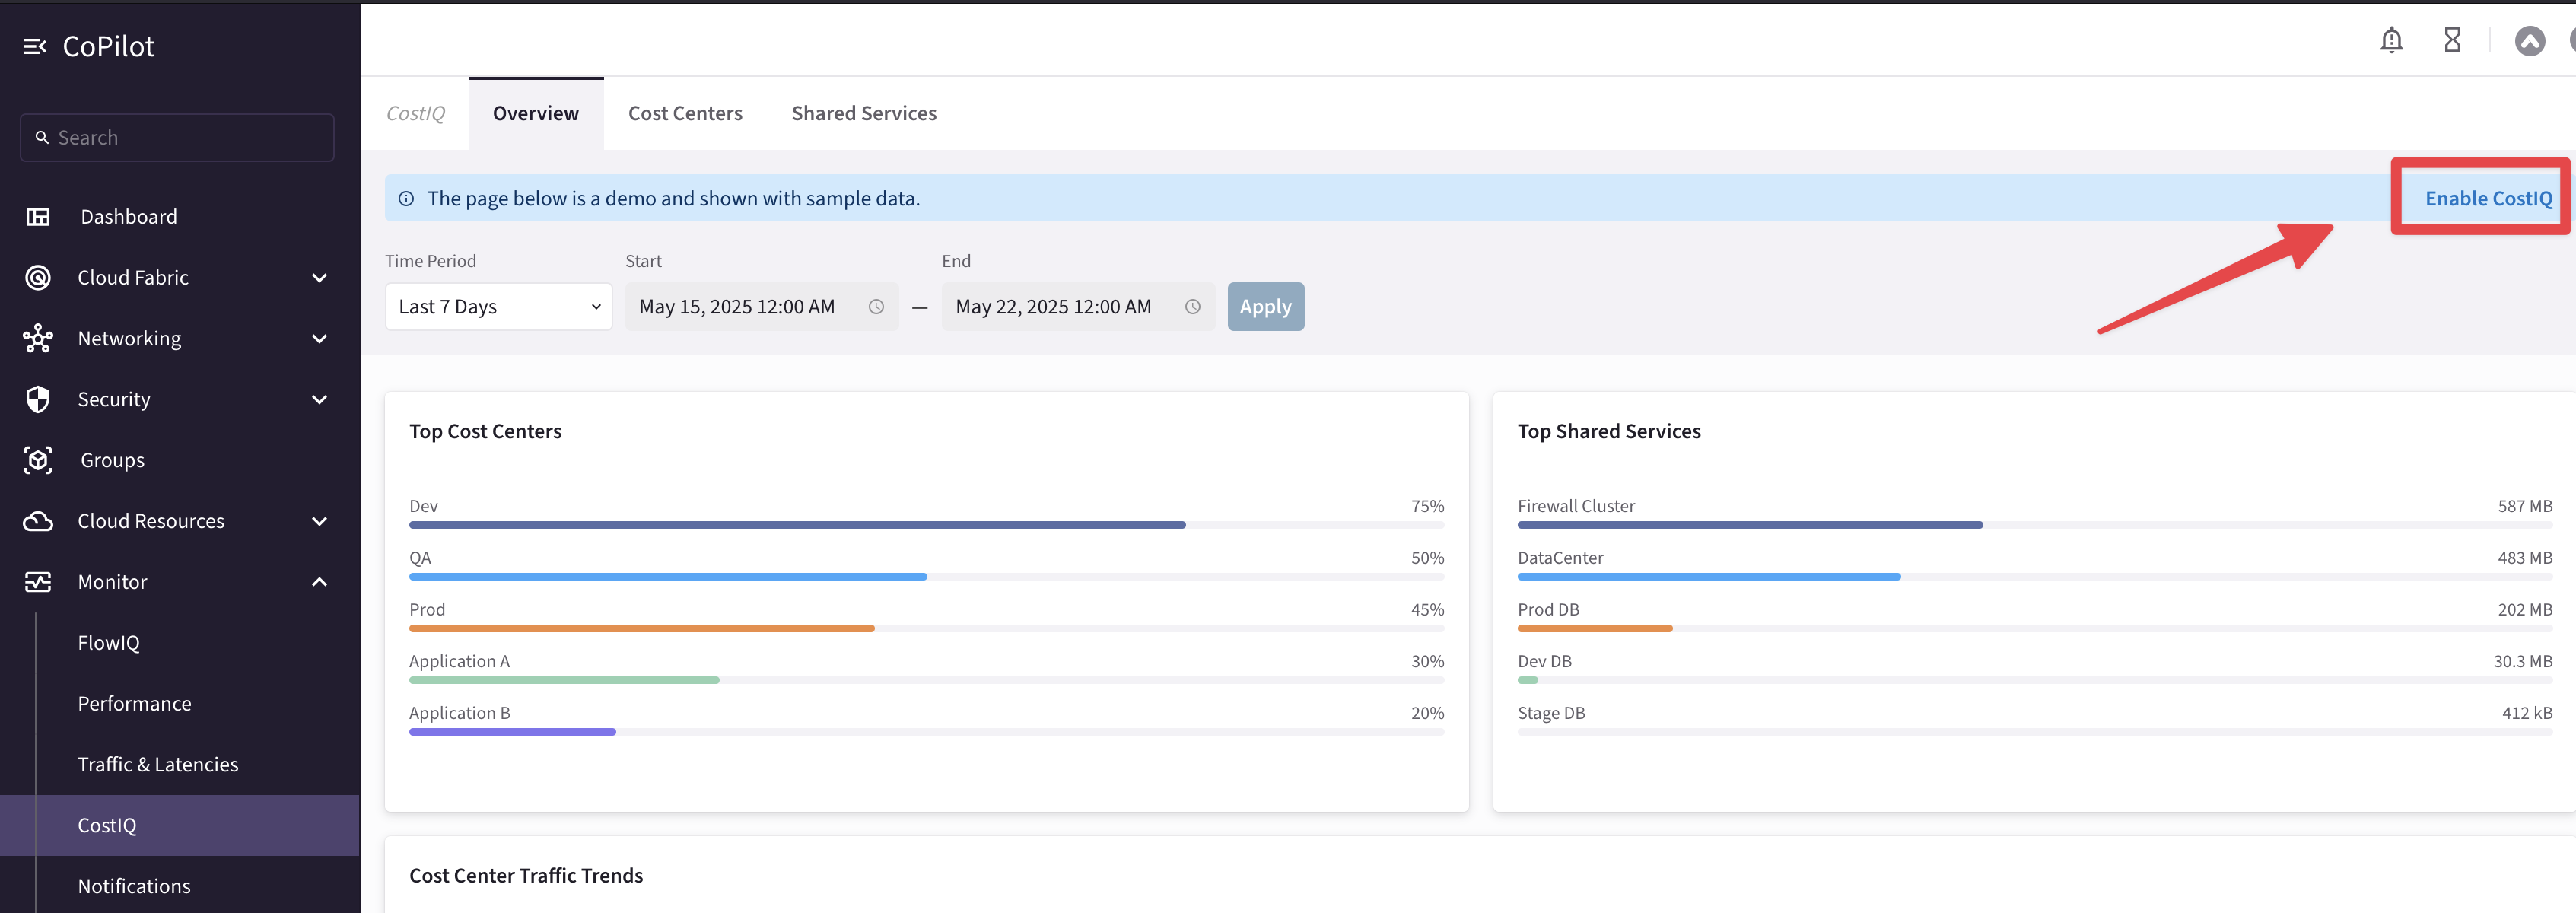 CoPilot
Search
Dashboard
Cloud Fabric
Networking
Security
Groups
Cloud Resources
Monitor
FlowIQ
Performance
Traffic & Latencies
CostIQ
Notifications
CostIQ
Overview
Cost Centers
Shared Services
The page below is a demo and shown with sample data.
Enable CostIQ
Time Period
Start
End
Last 7 Days
May 15, 2025 12:00 AM
—
May 22, 2025 12:00 AM
Apply
Top Cost Centers
Dev 75%
QA 50%
Prod 45%
Application A 30%
Application B 20%
Top Shared Services
Firewall Cluster 587 MB
DataCenter 483 MB
Prod DB 202 MB
Dev DB 30.3 MB
Stage DB 412 kB
Cost Center Traffic Trends